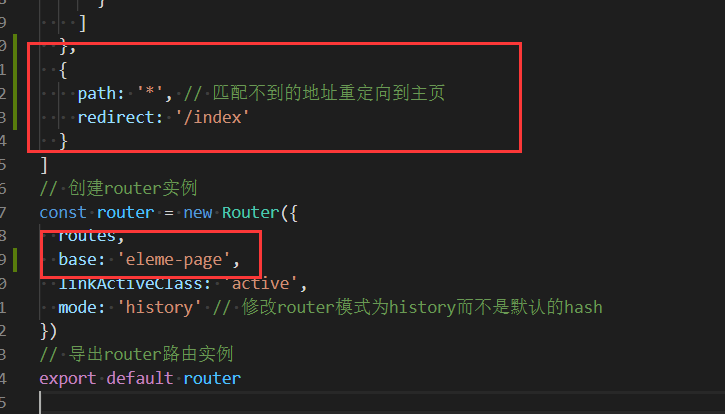 }
]
},
{
path: '*', // 匹配不到的地址重定向到主页
redirect: '/index'
}
]
// 创建router实例
const router = new Router({
routes,
base: 'eleme-page',
linkActiveClass: 'active',
mode: 'history' // 修改router模式为history而不是默认的hash
})
// 导出router路由实例
export default router